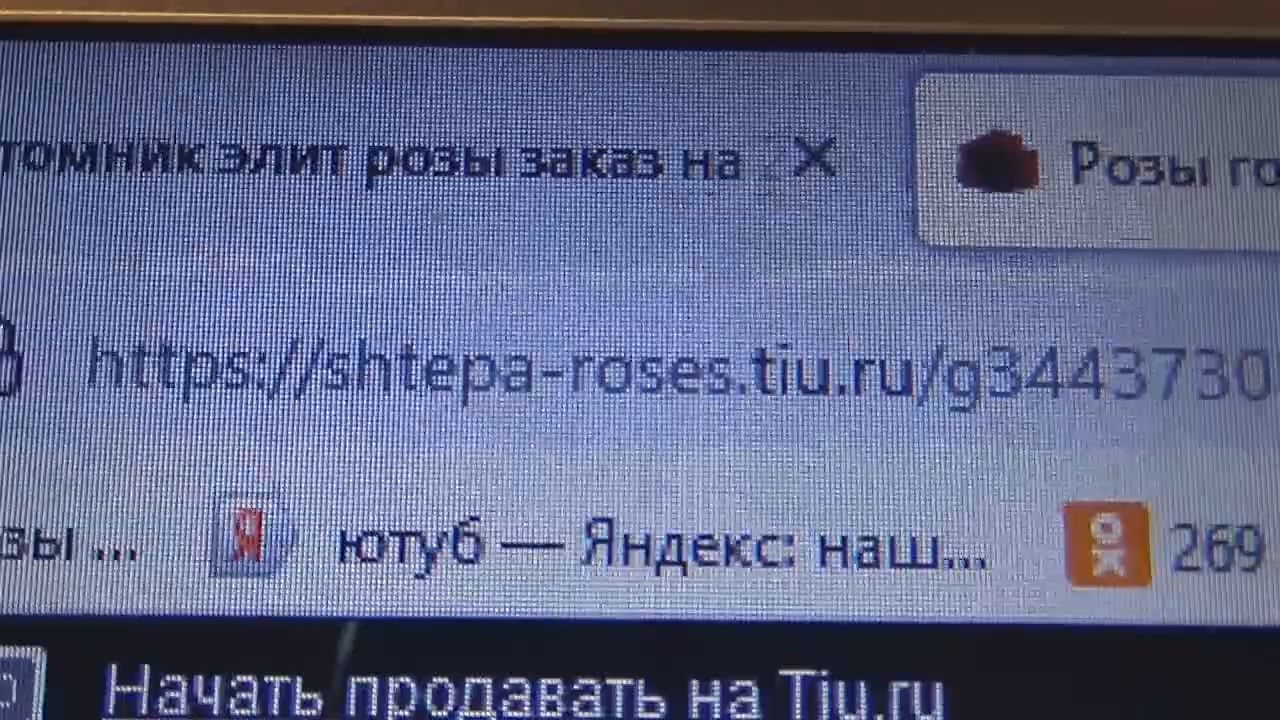 томник элит розы заказ на
Розы го
https://shtepa-roses.tiu.ru/g3443730
зы ...
Я ютуб — Яндекс: наш...
269
Начать продавать на Tiu.ru